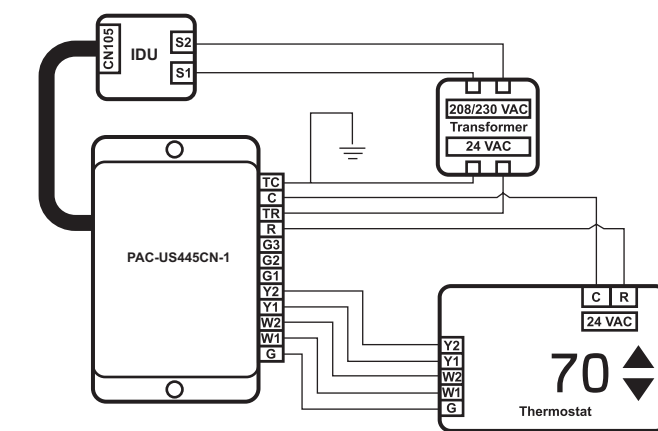 CN105
IDU
S2
S1
208/230 VAC
Transformer
24 VAC
PAC-US445CN-1
TC
C
TR
R
G3
G2
G1
Y2
Y1
W2
W1
G
C R
24 VAC
Y2
Y1
W2
W1
G
70
Thermostat